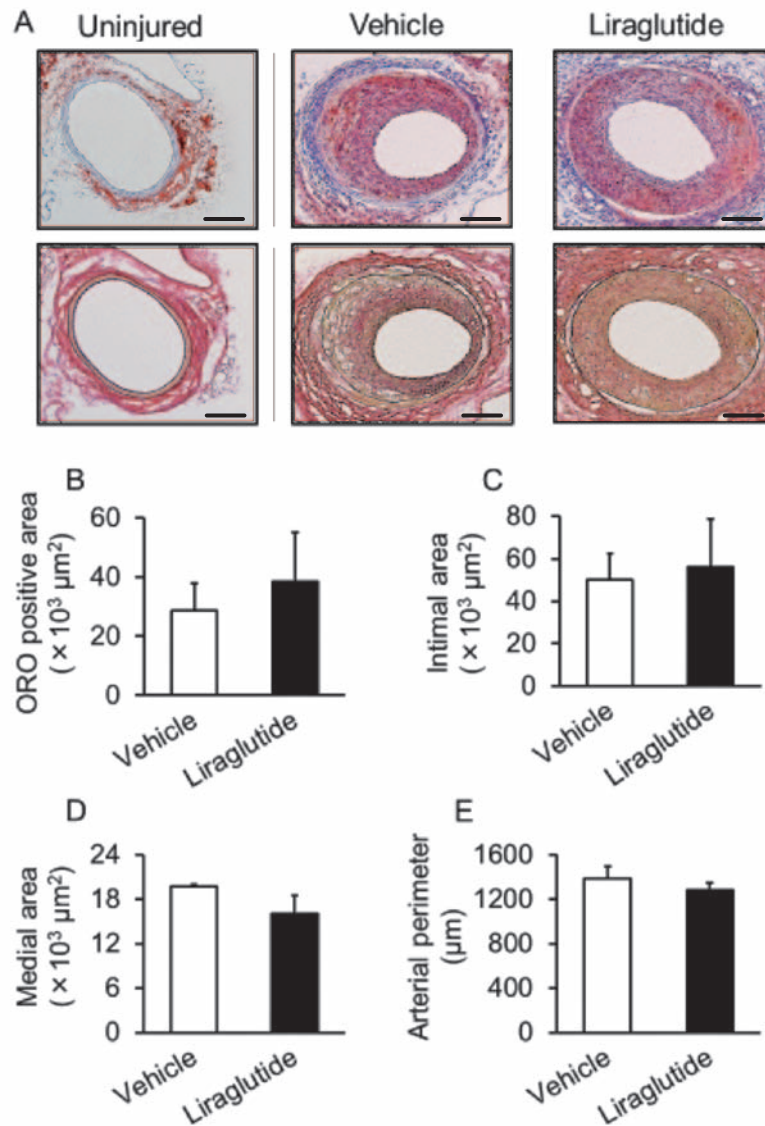 A
Uninjured
Vehicle
Liraglutide
B
ORO positive area
(×10³ μm²)
60
40
20
0
Vehicle
Liraglutide
C
Intimal area
(×10³ μm²)
80
60
40
20
0
Vehicle
Liraglutide
D
Medial area
(×10³ μm²)
24
18
12
6
0
Vehicle
Liraglutide
E
Arterial perimeter
(μm)
1600
1200
800
400
0
Vehicle
Liraglutide